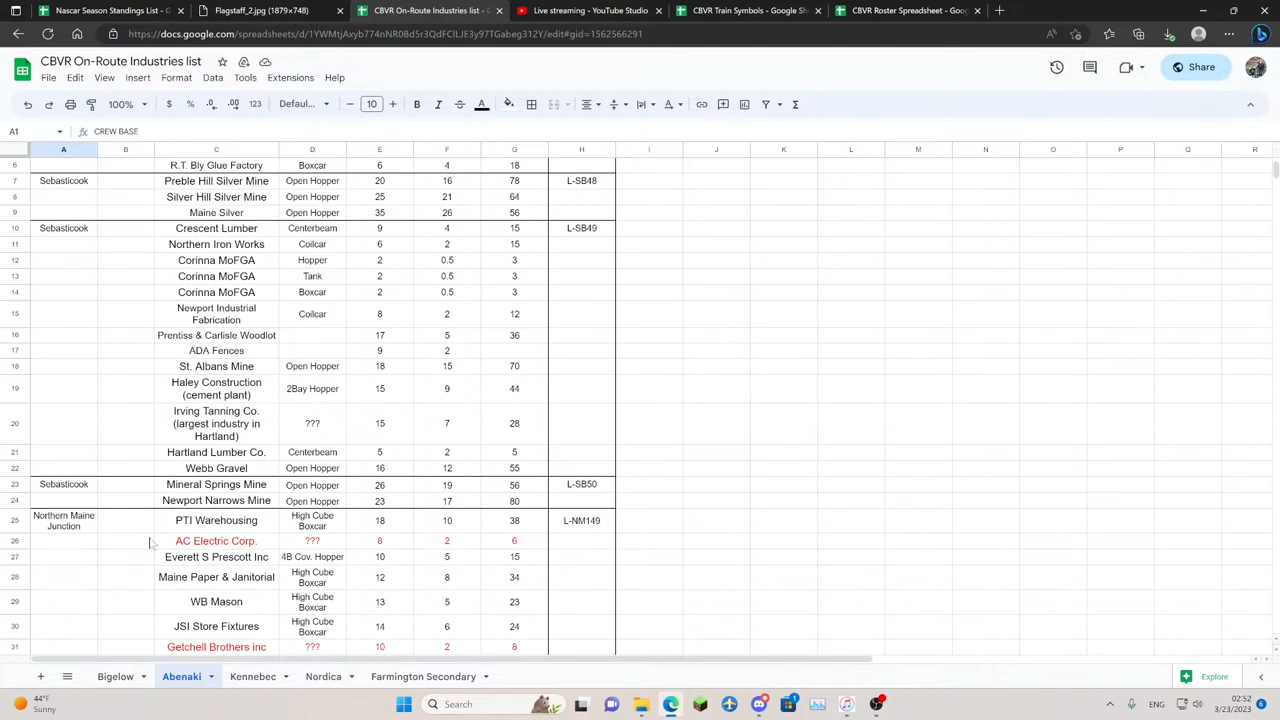 Nascar Season Standings List - G
Flagstaff_2.jpg (1879×748)
CBVR On-Route Industries list - G
Live streaming - YouTube Studio
CBVR Train Symbols - Google Sh
CBVR Roster Spreadsheet - Goog
https://docs.google.com/spreadsheets/d/1YWMtjAxyb774nNR0Bd5r3QdFCILJE3y97TGabeg312Y/edit#gid=1562566291
CBVR On-Route Industries list
File Edit View Insert Format Data Tools Extensions Help
Share
100% $ % .0 .00 123 Defaul... 10 B I A
A1 fx CREW BASE
A B C D E F G H I J K L M N O P Q R
6 R.T. Bly Glue Factory Boxcar 6 4 18
7 Sebasticook Preble Hill Silver Mine Open Hopper 20 16 78 L-SB48
8 Silver Hill Silver Mine Open Hopper 25 21 64
9 Maine Silver Open Hopper 35 26 56
10 Sebasticook Crescent Lumber Centerbeam 9 4 15 L-SB49
11 Northern Iron Works Coilcar 6 2 15
12 Corinna MoFGA Hopper 2 0.5 3
13 Corinna MoFGA Tank 2 0.5 3
14 Corinna MoFGA Boxcar 2 0.5 3
15 Newport Industrial Fabrication Coilcar 8 2 12
16 Prentiss & Carlisle Woodlot 17 5 36
17 ADA Fences 9 2
18 St. Albans Mine Open Hopper 18 15 70
19 Haley Construction (cement plant) 2Bay Hopper 15 9 44
20 Irving Tanning Co. (largest industry in Hartland) ??? 15 7 28
21 Hartland Lumber Co. Centerbeam 5 2 5
22 Webb Gravel Open Hopper 16 12 55
23 Sebasticook Mineral Springs Mine Open Hopper 26 19 56 L-SB50
24 Newport Narrows Mine Open Hopper 23 17 80
25 Northern Maine Junction PTI Warehousing High Cube Boxcar 18 10 38 L-NM149
26 AC Electric Corp. ??? 8 2 6
27 Everett S Prescott Inc 4B Cov. Hopper 10 5 15
28 Maine Paper & Janitorial High Cube Boxcar 12 8 34
29 WB Mason High Cube Boxcar 13 5 23
30 JSI Store Fixtures High Cube Boxcar 14 6 24
31 Getchell Brothers inc ??? 10 2 8
Bigelow Abenaki Kennebec Nordica Farmington Secondary
Explore
44°F
Sunny
Search
02:52
3/23/2023
6